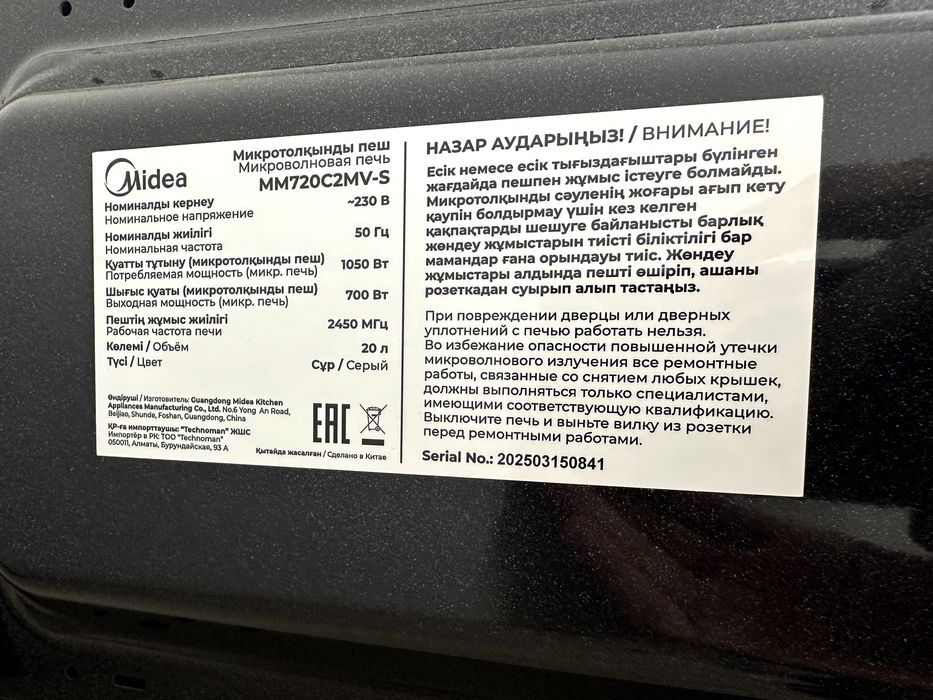 Midea
Микротолқынды пеш
Микроволновая печь
MM720C2MV-S
Номиналды кернеу
Номинальное напряжение
~230 В
Номиналды жиілігі
Номинальная частота
50 Гц
Қуатты тұтыну (микротолқынды пеш)
Потребляемая мощность (микр. печь)
1050 Вт
Шығыс қуаты (микротолқынды пеш)
Выходная мощность (микр. печь)
700 Вт
Пештің жұмыс жиілігі
Рабочая частота печи
2450 МГц
Көлемі / Объём
20 л
Түсі / Цвет
Сұр / Серый
Өндіруші / Изготовитель: Guangdong Midea Kitchen
Appliances Manufacturing Co., Ltd. No.6 Yong An Road,
Beijiao, Shunde, Foshan, Guangdong, China
ҚР-ға импорттаушы: "Technoman" ЖШС
Импортёр в РК: ТОО "Technoman"
050011, Алматы, Бурундайская, 93 А
EAC
Қытайда жасалған / Сделано в Китае
НАЗАР АУДАРЫҢЫЗ! / ВНИМАНИЕ!
Есік немесе есік тығыздағыштары бүлінген
жағдайда пешпен жұмыс істеуге болмайды.
Микротолқынды сәуленің жоғары ағып кету
қаупін болдырмау үшін кез келген
қақпақтарды шешуге байланысты барлық
жөндеу жұмыстарын тиісті біліктілігі бар
мамандар ғана орындауы тиіс. Жөндеу
жұмыстары алдында пешті өшіріп, ашаны
розеткадан суырып алып тастаңыз.
При повреждении дверцы или дверных
уплотнений с печью работать нельзя.
Во избежание опасности повышенной утечки
микроволнового излучения все ремонтные
работы, связанные со снятием любых крышек,
должны выполняться только специалистами,
имеющими соответствующую квалификацию.
Выключите печь и выньте вилку из розетки
перед ремонтными работами.
Serial No.: 202503150841